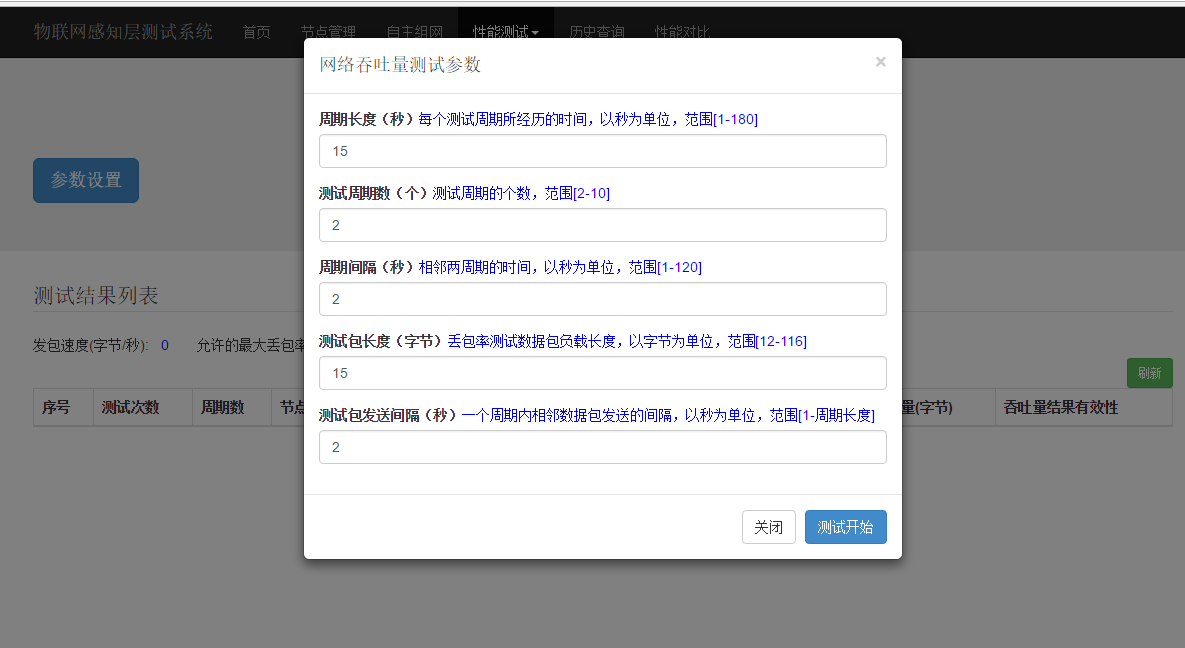 物联网感知层测试系统 首页 节点管理 自主组网 性能测试 历史查询 性能对比
网络吞吐量测试参数 ×
周期长度（秒）每个测试周期所经历的时间，以秒为单位，范围[1-180]
15
参数设置
测试周期数（个）测试周期的个数，范围[2-10]
2
周期间隔（秒）相邻两周期的时间，以秒为单位，范围[1-120]
2
测试结果列表
测试包长度（字节）丢包率测试数据包负载长度，以字节为单位，范围[12-116]
发包速度(字节/秒): 0 允许的最大丢包率
15
刷新
序号 测试次数 周期数 节点 量(字节) 吞吐量结果有效性
测试包发送间隔（秒）一个周期内相邻数据包发送的间隔，以秒为单位，范围[1-周期长度]
2
关闭 测试开始